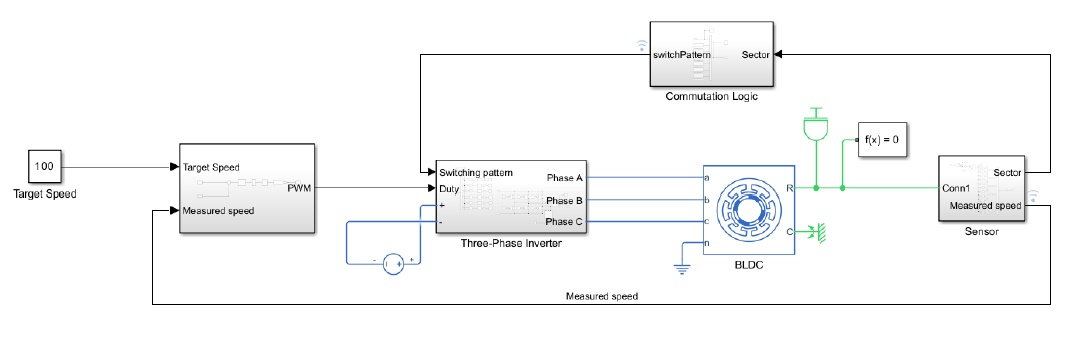 switchPattern
Sector
Commutation Logic
100
Target Speed
Target Speed
PWM
Measured speed
Switching pattern
Duty
+
-
Phase A
Phase B
Phase C
Three-Phase Inverter
- +
a
b
c
n
R
C
BLDC
f(x) = 0
Conn1
Sector
Measured speed
Sensor
Measured speed